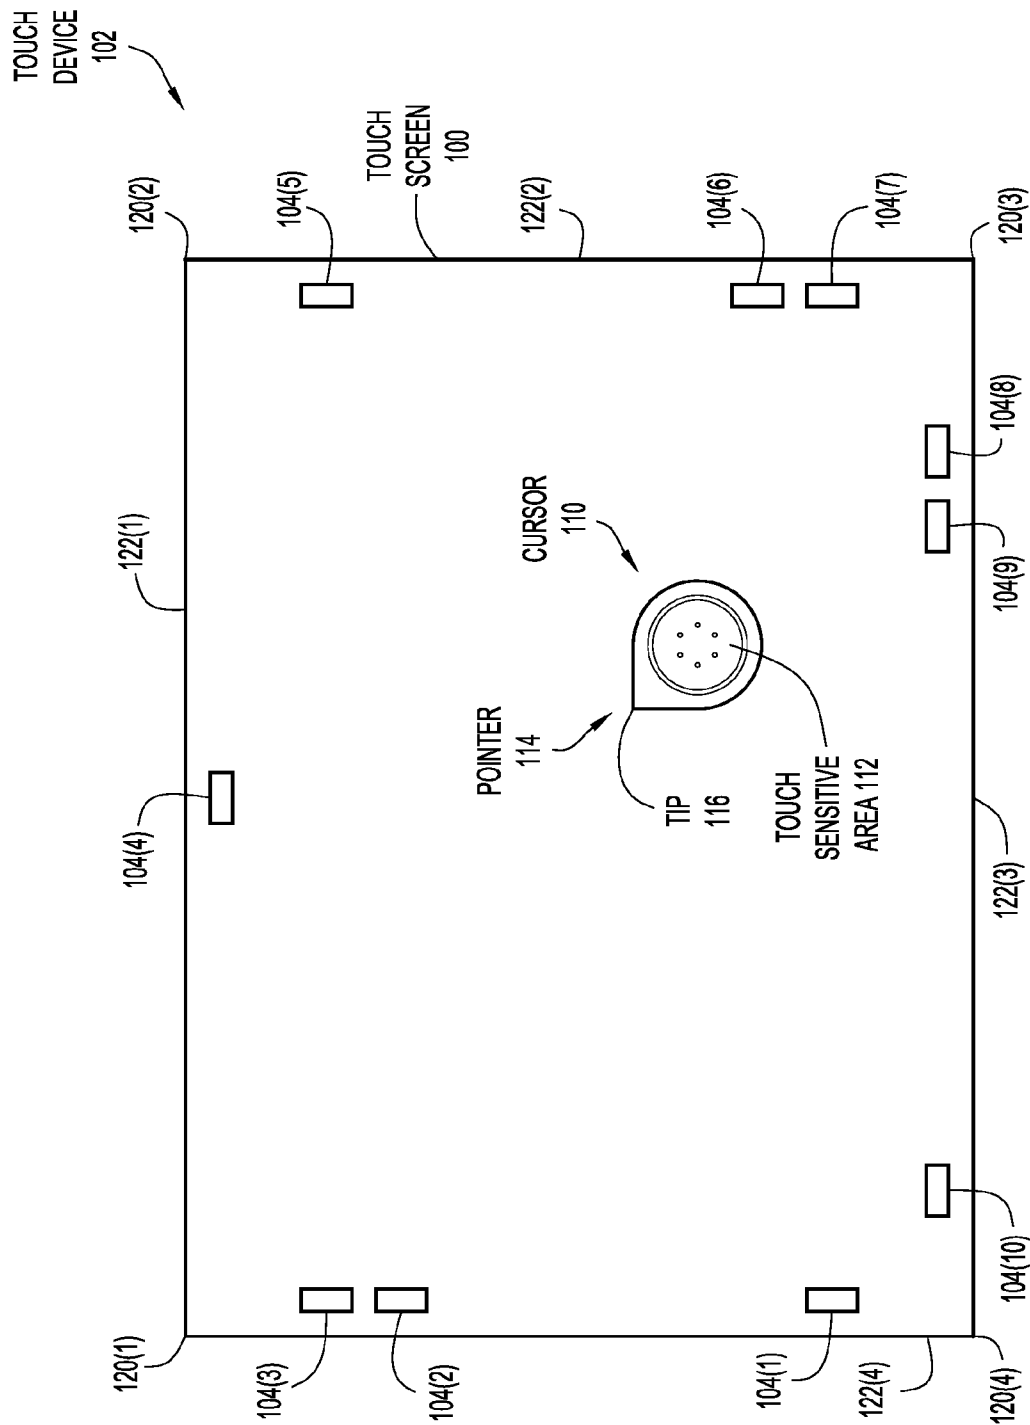 TOUCH
DEVICE
102
120(1)
122(1)
120(2)
104(3)
104(4)
104(5)
TOUCH
SCREEN
100
104(2)
122(2)
POINTER
114
CURSOR
110
TIP
116
TOUCH
SENSITIVE
AREA 112
104(1)
104(6)
104(7)
122(4)
120(4)
104(10)
122(3)
104(9)
104(8)
120(3)